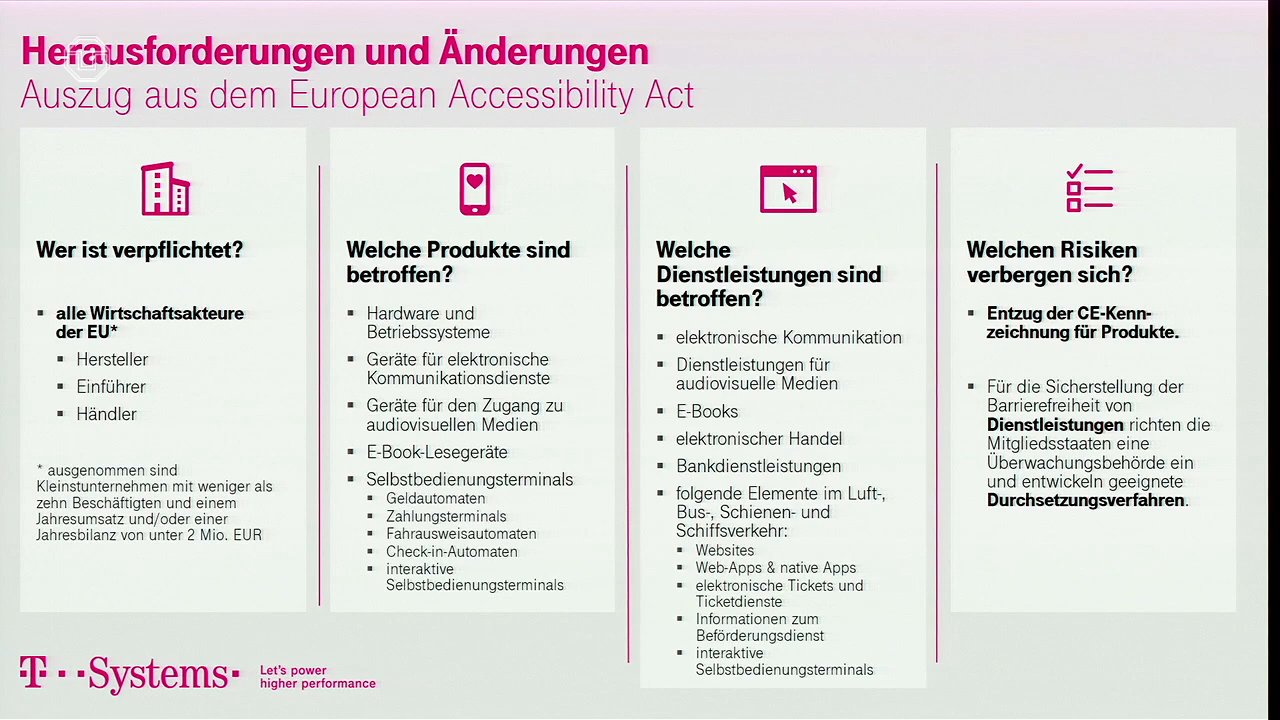 Herausforderungen und Änderungen
Auszug aus dem European Accessibility Act
Wer ist verpflichtet?
▪ alle Wirtschaftsakteure
der EU*
▪ Hersteller
▪ Einführer
▪ Händler
* ausgenommen sind
Kleinstunternehmen mit weniger als
zehn Beschäftigten und einem
Jahresumsatz und/oder einer
Jahresbilanz von unter 2 Mio. EUR
Welche Produkte sind
betroffen?
▪ Hardware und
Betriebssysteme
▪ Geräte für elektronische
Kommunikationsdienste
▪ Geräte für den Zugang zu
audiovisuellen Medien
▪ E-Book-Lesegeräte
▪ Selbstbedienungsterminals
▪ Geldautomaten
▪ Zahlungsterminals
▪ Fahrausweisautomaten
▪ Check-in-Automaten
▪ interaktive
Selbstbedienungsterminals
Welche
Dienstleistungen sind
betroffen?
▪ elektronische Kommunikation
▪ Dienstleistungen für
audiovisuelle Medien
▪ E-Books
▪ elektronischer Handel
▪ Bankdienstleistungen
▪ folgende Elemente im Luft-,
Bus-, Schienen- und
Schiffsverkehr:
▪ Websites
▪ Web-Apps & native Apps
▪ elektronische Tickets und
Ticketdienste
▪ Informationen zum
Beförderungsdienst
▪ interaktive
Selbstbedienungsterminals
Welchen Risiken
verbergen sich?
▪ Entzug der CE-Kenn-
zeichnung für Produkte.
▪ Für die Sicherstellung der
Barrierefreiheit von
Dienstleistungen richten die
Mitgliedsstaaten eine
Überwachungsbehörde ein
und entwickeln geeignete
Durchsetzungsverfahren.
T··Systems·
Let's power
higher performance